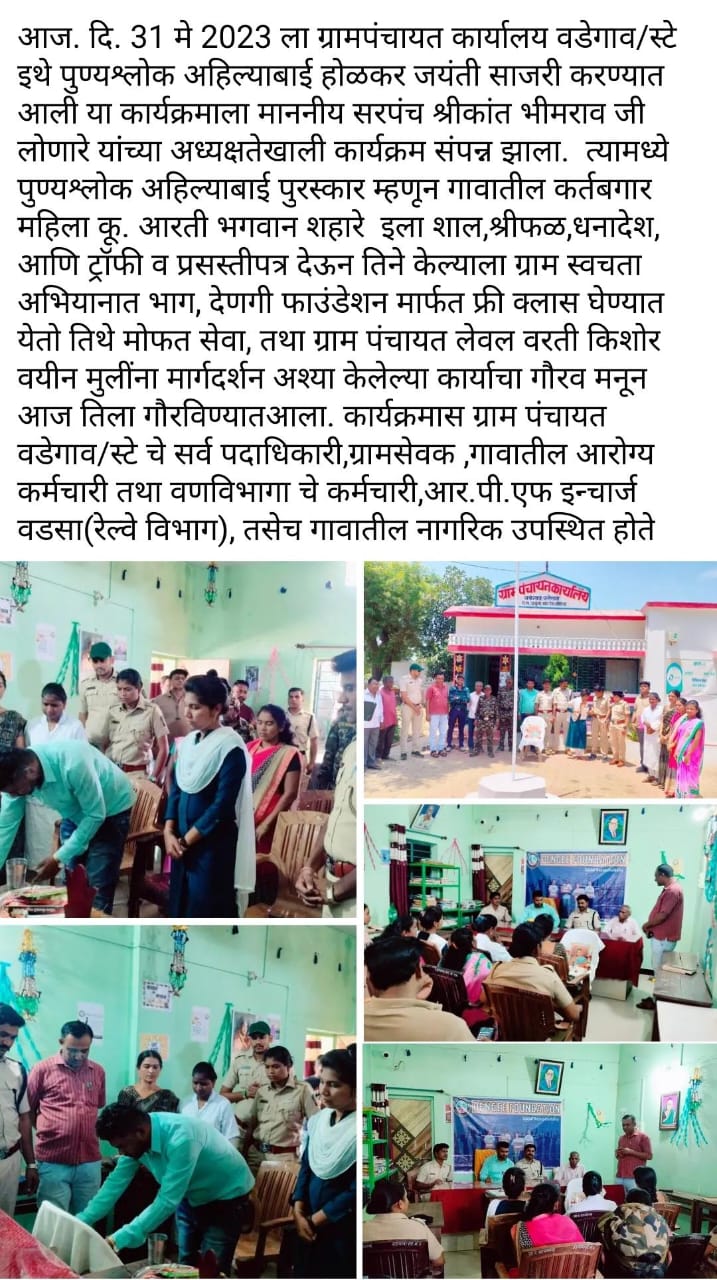 आज. दि. 31 मे 2023 ला ग्रामपंचायत कार्यालय वडेगाव/स्टे
इथे पुण्यश्लोक अहिल्याबाई होळकर जयंती साजरी करण्यात
आली या कार्यक्रमाला माननीय सरपंच श्रीकांत भीमराव जी
लोणारे यांच्या अध्यक्षतेखाली कार्यक्रम संपन्न झाला. त्यामध्ये
पुण्यश्लोक अहिल्याबाई पुरस्कार म्हणून गावातील कर्तबगार
महिला कू. आरती भगवान शहारे इला शाल,श्रीफळ,धनादेश,
आणि ट्रॉफी व प्रसस्तीपत्र देऊन तिने केल्याला ग्राम स्वचता
अभियानात भाग, देणगी फाउंडेशन मार्फत फ्री क्लास घेण्यात
येतो तिथे मोफत सेवा, तथा ग्राम पंचायत लेवल वरती किशोर
वयीन मुलींना मार्गदर्शन अश्या केलेल्या कार्याचा गौरव मनून
आज तिला गौरविण्यातआला. कार्यक्रमास ग्राम पंचायत
वडेगाव/स्टे चे सर्व पदाधिकारी,ग्रामसेवक ,गावातील आरोग्य
कर्मचारी तथा वणविभागा चे कर्मचारी,आर.पी.एफ इन्चार्ज
वडसा(रेल्वे विभाग), तसेच गावातील नागरिक उपस्थित होते
ग्रामपंचायत कार्यालय
FOUNDATION
FOUNDATION